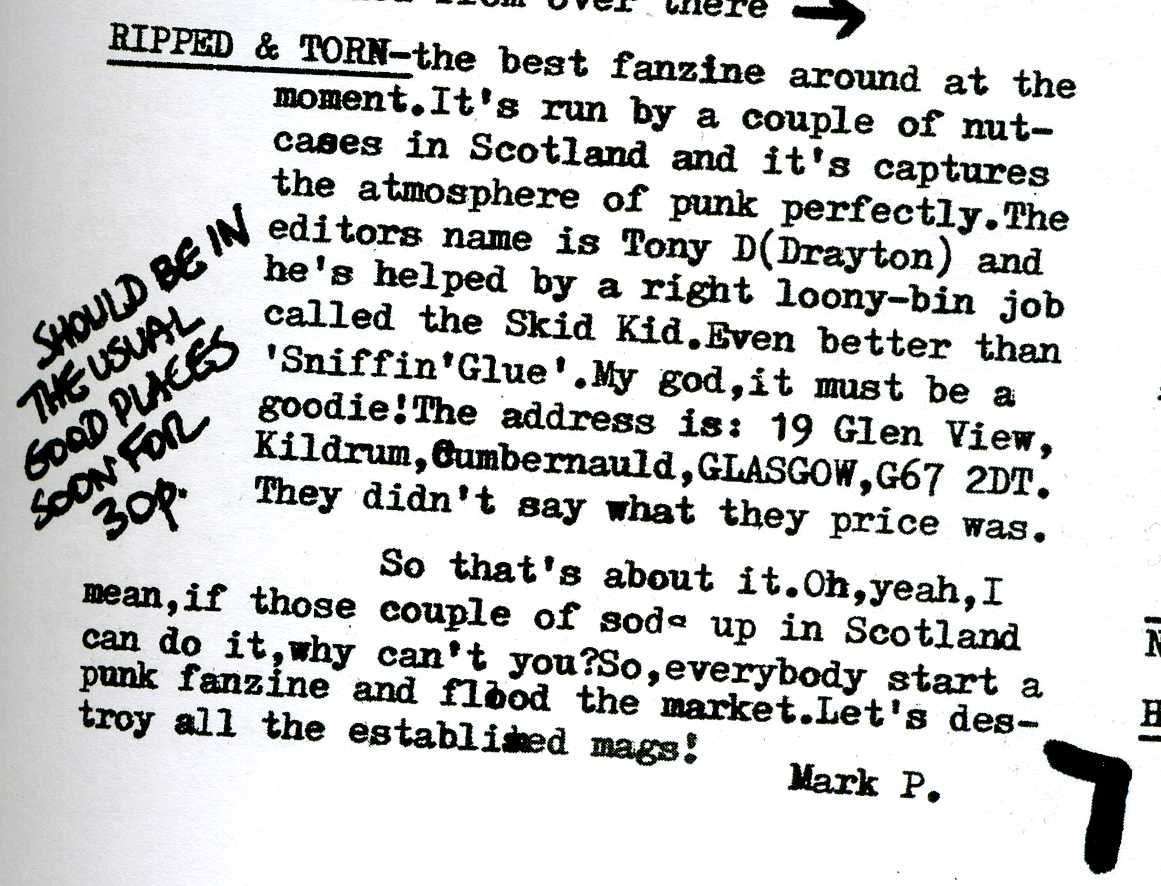 from over there
RIPPED & TORN-the best fanzine around at the
moment.It's run by a couple of nut-
cases in Scotland and it's captures
the atmosphere of punk perfectly.The
editors name is Tony D(Drayton) and
he's helped by a right loony-bin job
called the Skid Kid.Even better than
'Sniffin'Glue'.My god,it must be a
goodie!The address is: 19 Glen View,
Kildrum,Cumbernauld,GLASGOW,G67 2DT.
They didn't say what they price was.
SHOULD BE IN
THE USUAL
GOOD PLACES
SOON FOR
30p.
So that's about it.Oh,yeah,I
mean,if those couple of sods up in Scotland
can do it,why can't you?So,everybody start a
punk fanzine and flood the market.Let's des-
troy all the established mags!
Mark P.
N
H